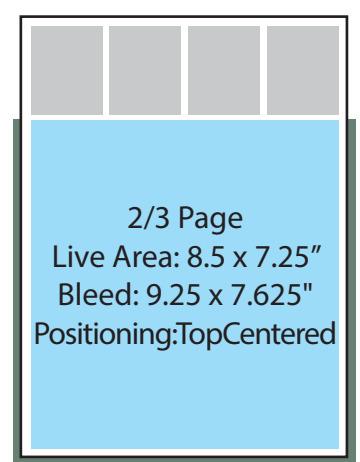 2/3 Page
Live Area: 8.5 x 7.25”
Bleed: 9.25 x 7.625"
Positioning:TopCentered